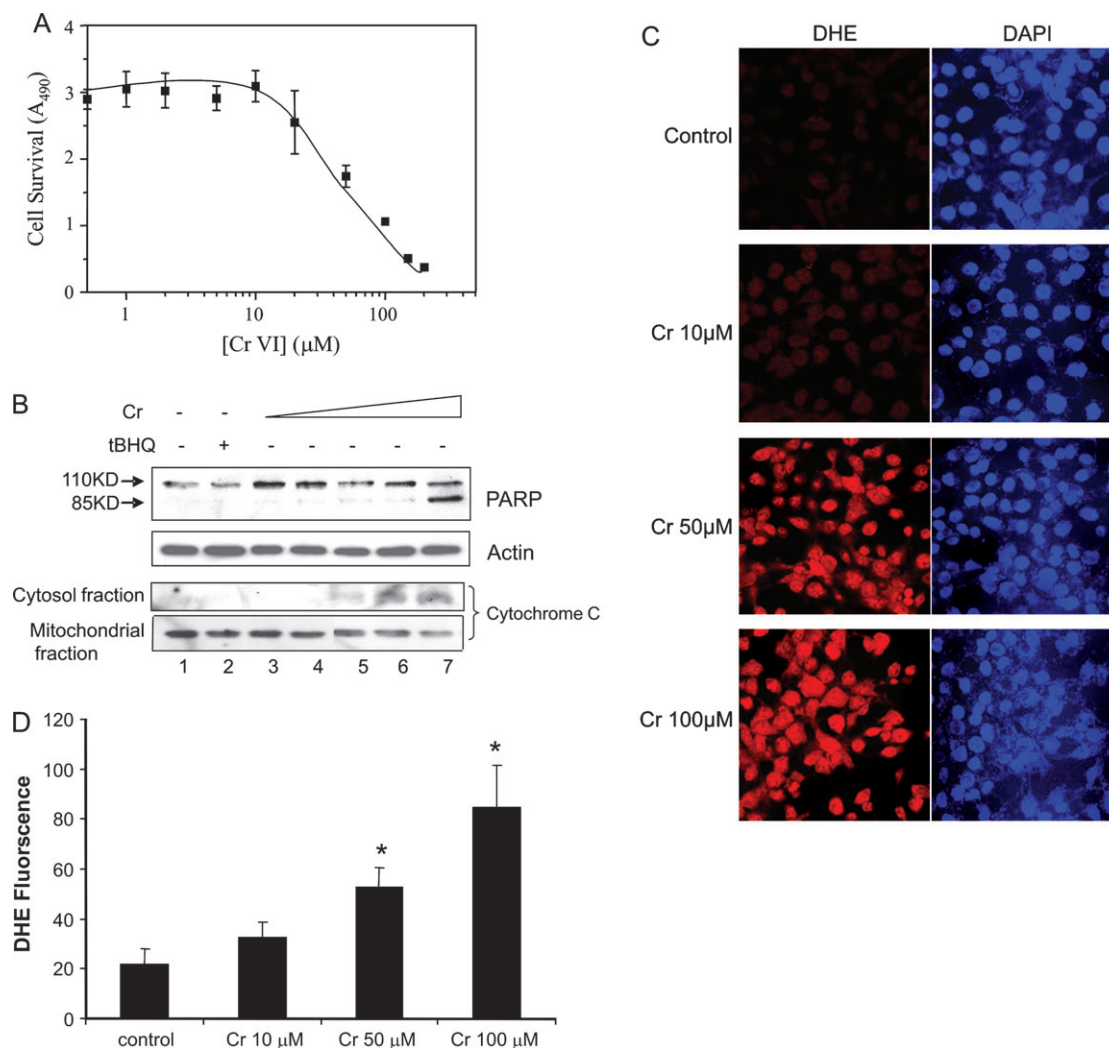 A
Cell Survival (A490)
4
3
2
1
0
1
10
100
[Cr VI] (μM)
B
Cr - -
tBHQ - + - - - - -
110KD
85KD
PARP
Actin
Cytosol fraction
Mitochondrial
fraction
Cytochrome C
1 2 3 4 5 6 7
C
DHE DAPI
Control
Cr 10μM
Cr 50μM
Cr 100μM
D
DHE Fluorescence
120
100
80
60
40
20
0
*
*
control Cr 10 μM Cr 50 μM Cr 100 μM